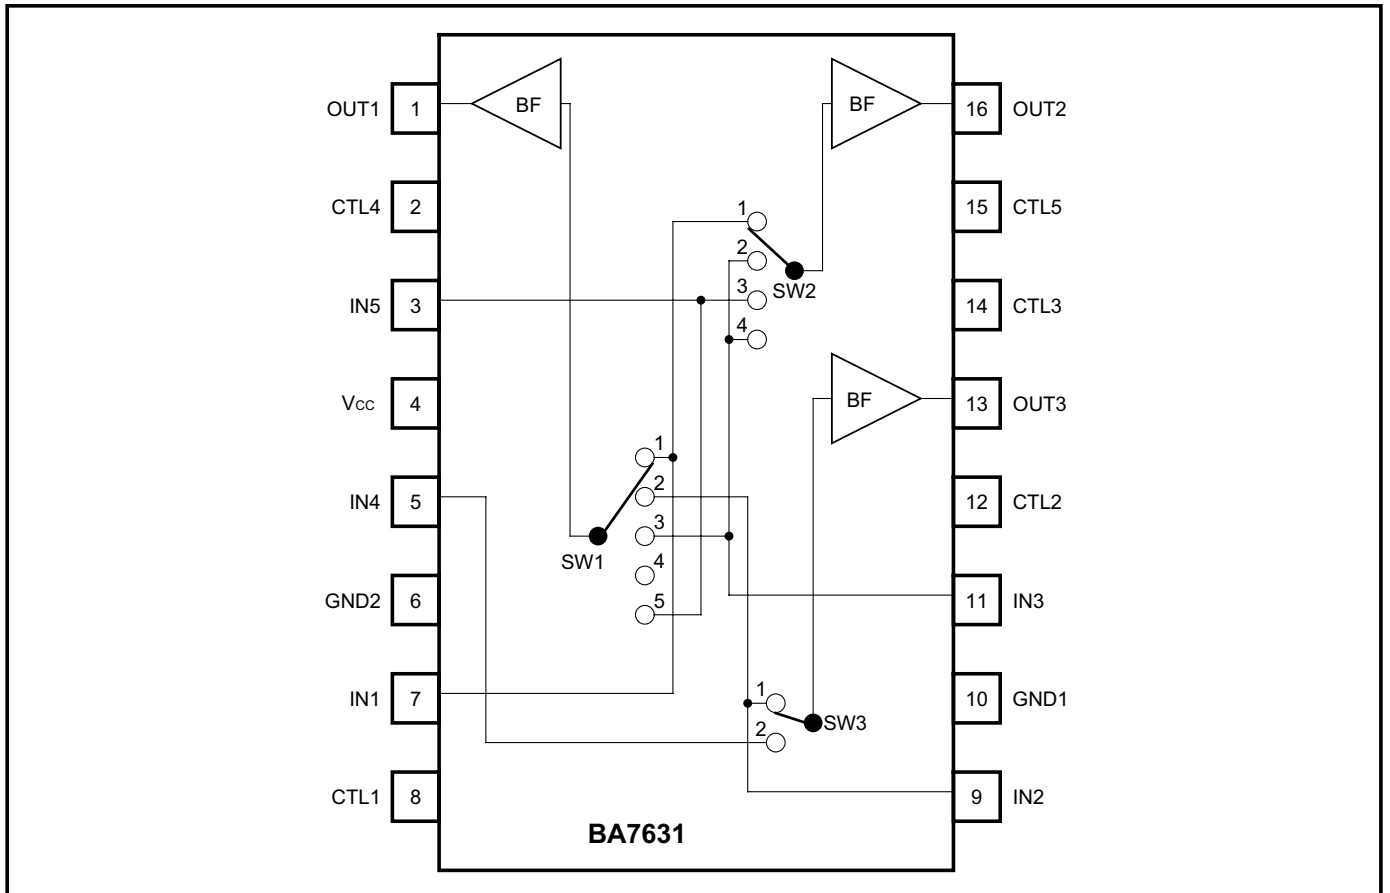 BF
BF
OUT1 1
16 OUT2
CTL4 2
15 CTL5
1
2
3
4
SW2
IN5 3
14 CTL3
VCC 4
BF
13 OUT3
1
2
3
4
5
SW1
IN4 5
12 CTL2
GND2 6
11 IN3
IN1 7
1
2
SW3
10 GND1
CTL1 8
9 IN2
BA7631